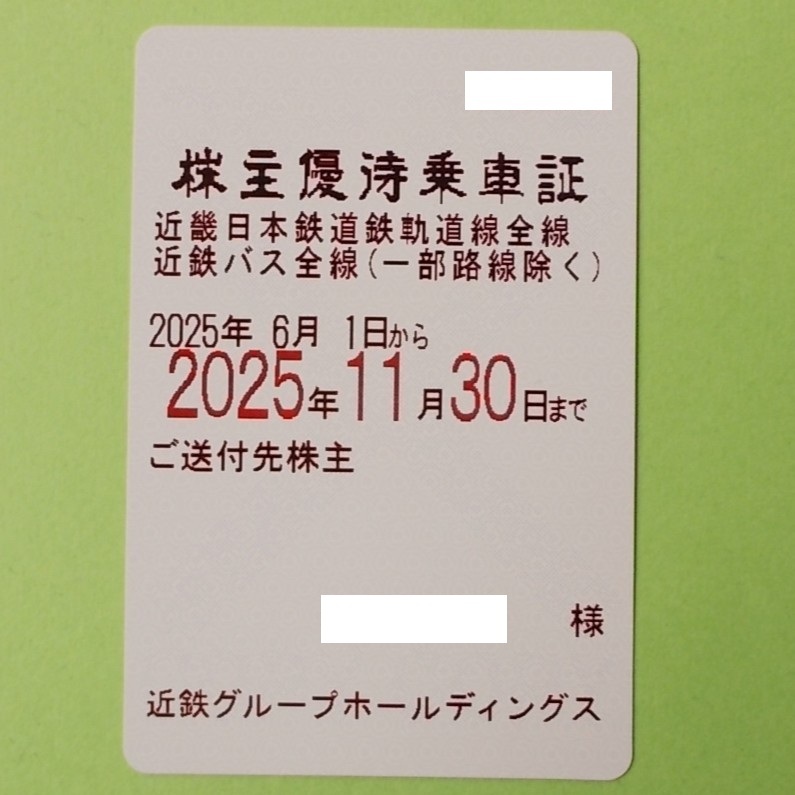 株主優待乗車証
近畿日本鉄道鉄軌道線全線
近鉄バス全線(一部路線除く)
2025年 6月 1日から
2025年11月30日まで
ご送付先株主
様
近鉄グループホールディングス